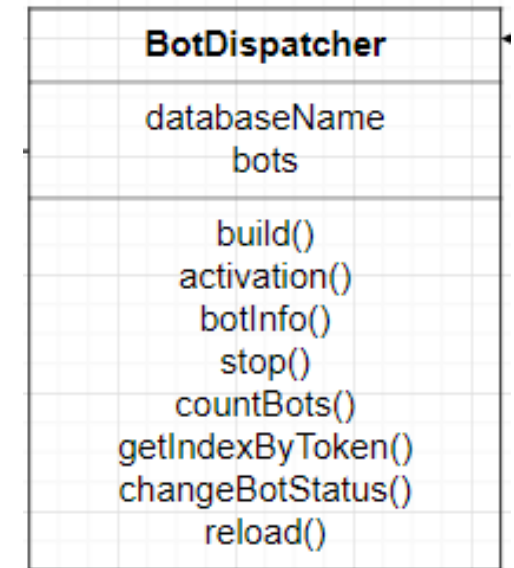 BotDispatcher
databaseName
bots
build()
activation()
botInfo()
stop()
countBots()
getIndexByToken()
changeBotStatus()
reload()